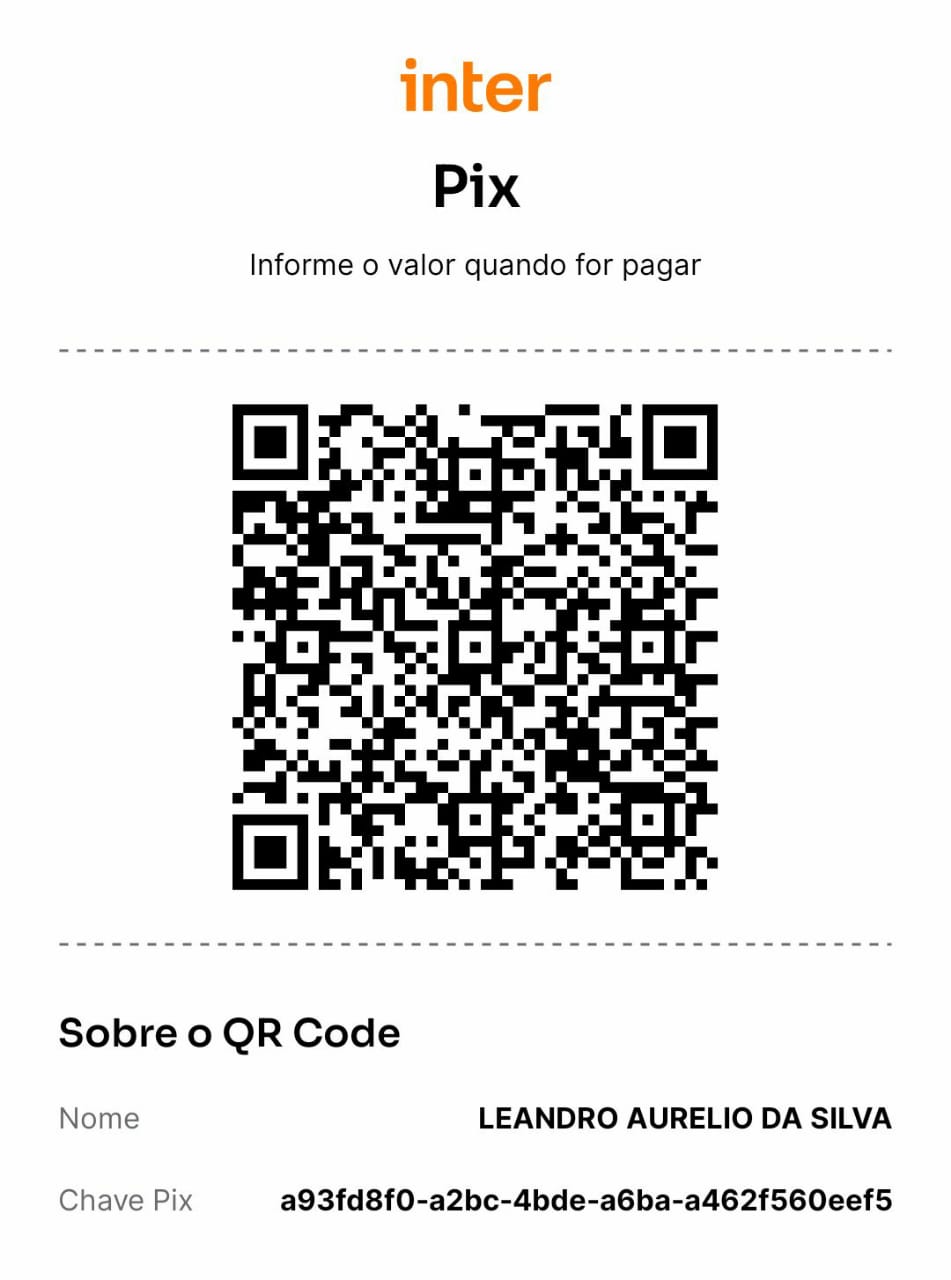 inter
Pix
Informe o valor quando for pagar
Sobre o QR Code
Nome LEANDRO AURELIO DA SILVA
Chave Pix a93fd8f0-a2bc-4bde-a6ba-a462f560eef5